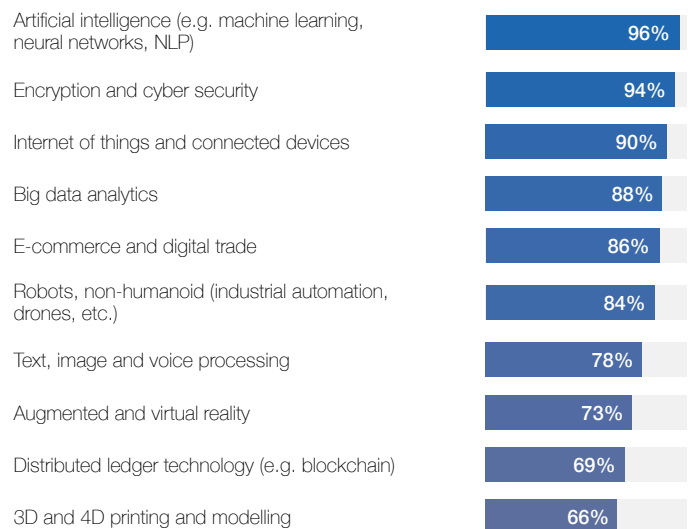 Artificial intelligence (e.g. machine learning,
neural networks, NLP)
96%
Encryption and cyber security
94%
Internet of things and connected devices
90%
Big data analytics
88%
E-commerce and digital trade
86%
Robots, non-humanoid (industrial automation,
drones, etc.)
84%
Text, image and voice processing
78%
Augmented and virtual reality
73%
Distributed ledger technology (e.g. blockchain)
69%
3D and 4D printing and modelling
66%